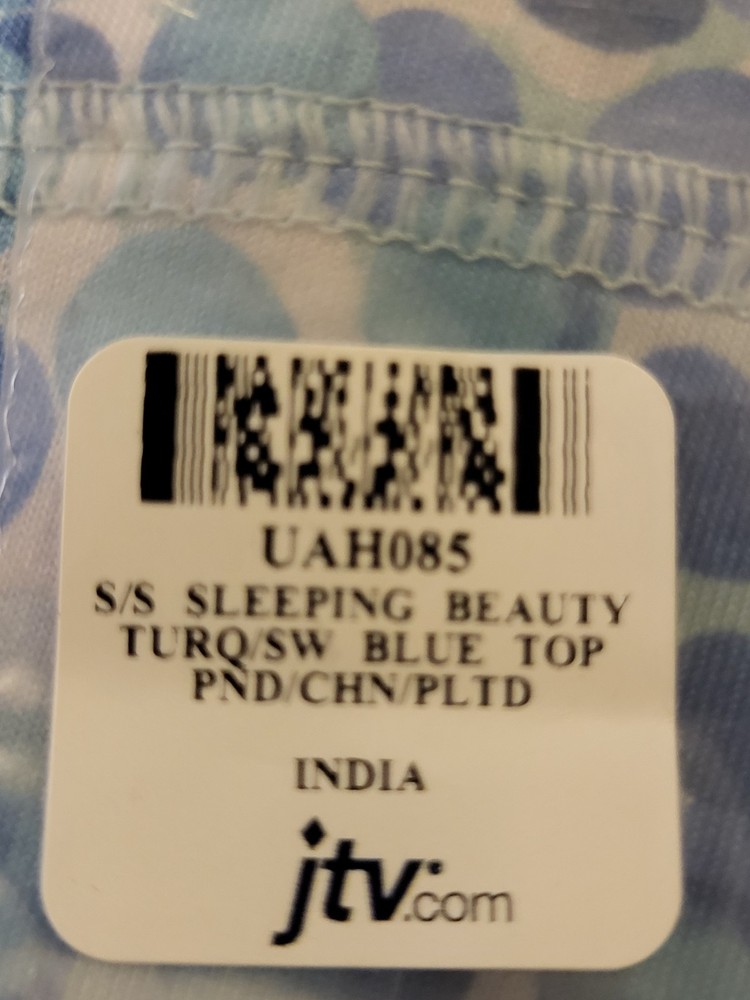 UAH085
S/S SLEEPING BEAUTY
TURQ/SW BLUE TOP
PND/CHN/PLTD
INDIA
jtv.com